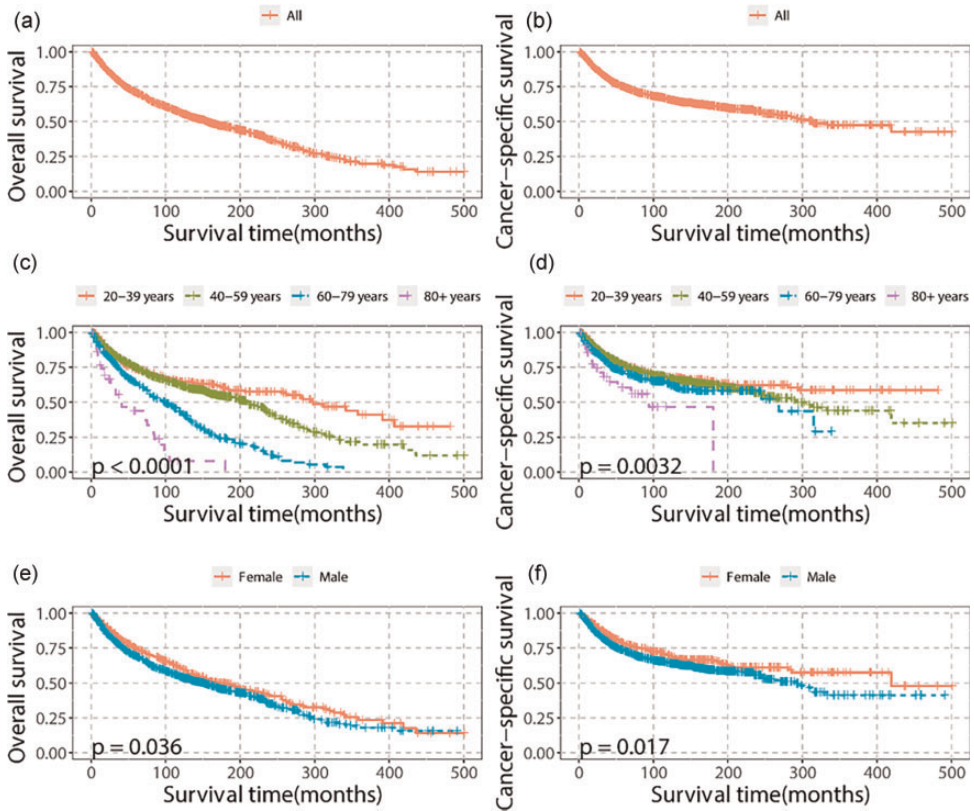 (a)
All
Overall survival
1.00
0.75
0.50
0.25
0.00
0 100 200 300 400 500
Survival time(months)
(b)
All
Cancer-specific survival
1.00
0.75
0.50
0.25
0.00
0 100 200 300 400 500
Survival time(months)
(c)
20–39 years 40–59 years 60–79 years 80+ years
Overall survival
1.00
0.75
0.50
0.25
0.00
p < 0.0001
0 100 200 300 400 500
Survival time(months)
(d)
20–39 years 40–59 years 60–79 years 80+ years
Cancer-specific survival
1.00
0.75
0.50
0.25
0.00
p = 0.0032
0 100 200 300 400 500
Survival time(months)
(e)
Female Male
Overall survival
1.00
0.75
0.50
0.25
0.00
p = 0.036
0 100 200 300 400 500
Survival time(months)
(f)
Female Male
Cancer-specific survival
1.00
0.75
0.50
0.25
0.00
p = 0.017
0 100 200 300 400 500
Survival time(months)